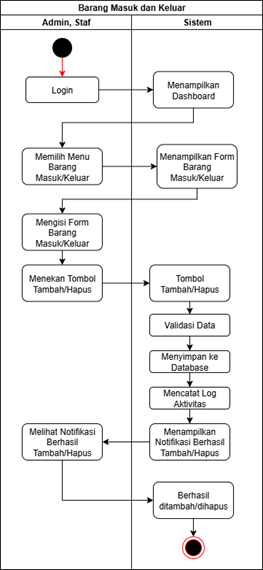 Barang Masuk dan Keluar
Admin, Staf
Sistem
Login
Menampilkan
Dashboard
Memilih Menu
Barang
Masuk/Keluar
Menampilkan Form
Barang
Masuk/Keluar
Mengisi Form
Barang
Masuk/Keluar
Menekan Tombol
Tambah/Hapus
Tombol
Tambah/Hapus
Validasi Data
Menyimpan ke
Database
Mencatat Log
Aktivitas
Melihat Notifikasi
Berhasil
Tambah/Hapus
Menampilkan
Notifikasi Berhasil
Tambah/Hapus
Berhasil
ditambah/dihapus